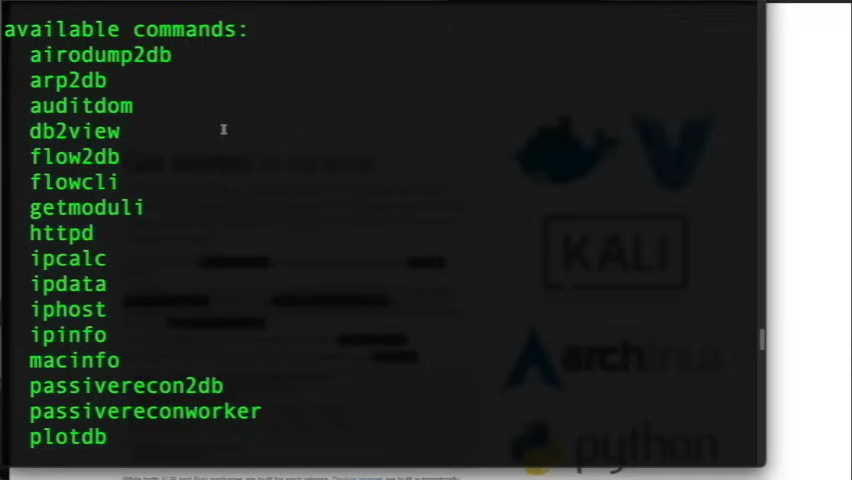 available commands:
airodump2db
arp2db
auditdom
db2view
flow2db
flowcli
getmoduli
httpd
ipcalc
ipdata
iphost
ipinfo
macinfo
passiverecon2db
passivereconworker
plotdb
KALI
archlinux
python